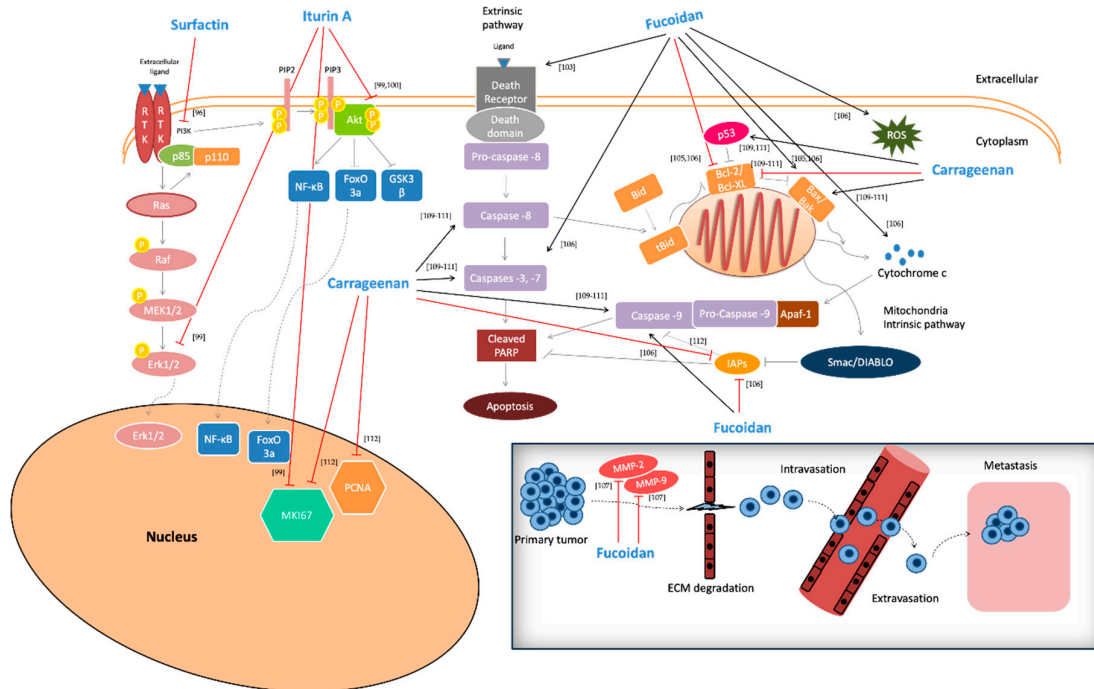 Surfactin
Iturin A
Extrinsic
pathway
Fucoidan
Extracellular
ligand
Ligand
PIP2
PIP3
[103]
[99,100]
Extracellular
Death
Receptor
R
T
K
R
T
K
[96]
P
P
P
P
P
Akt
P
P
PI3K
[106]
ROS
Cytoplasm
Death
domain
p53
[109,111]
p85
p110
Pro-caspase -8
[105,106]
[109-111]
Carrageenan
Bcl-2/
Bcl-XL
NF-κB
FoxO
3a
GSK3
β
Bax/
Bak
[109-111]
Bid
Ras
Caspase -8
[109-111]
[106]
tBid
[106]
P
Raf
[109-111]
Caspases -3, -7
Cytochrome c
Carrageenan
P
MEK1/2
[109-111]
Caspase -9
Pro-Caspase -9
Apaf-1
Mitochondria
Intrinsic pathway
[99]
P
Erk1/2
Cleaved
PARP
[112]
[106]
IAPs
Smac/DIABLO
[106]
Apoptosis
Fucoidan
Erk1/2
NF-κB
FoxO
3a
[112]
[99]
[112]
PCNA
MKI67
Nucleus
MMP-2
MMP-9
[107]
[107]
Intravasation
Metastasis
Primary tumor
Fucoidan
ECM degradation
Extravasation